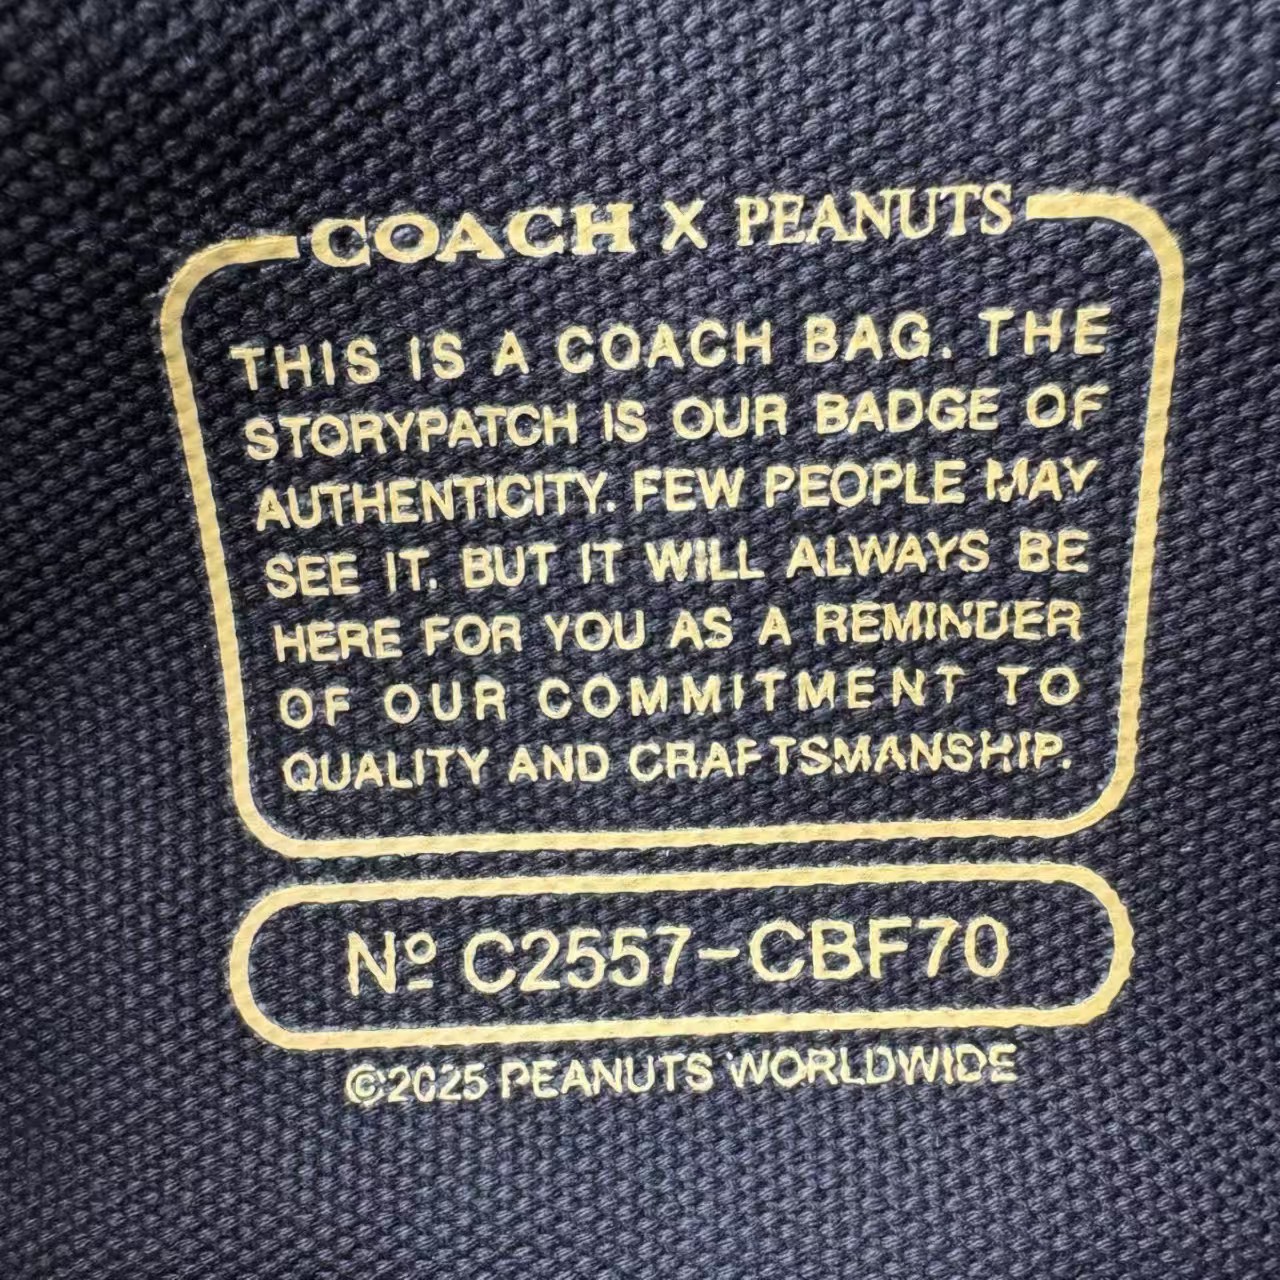 COACH X PEANUTS
THIS IS A COACH BAG. THE
STORYPATCH IS OUR BADGE OF
AUTHENTICITY. FEW PEOPLE MAY
SEE IT. BUT IT WILL ALWAYS BE
HERE FOR YOU AS A REMINDER
OF OUR COMMITMENT TO
QUALITY AND CRAFTSMANSHIP.
Nº C2557-CBF70
©2025 PEANUTS WORLDWIDE